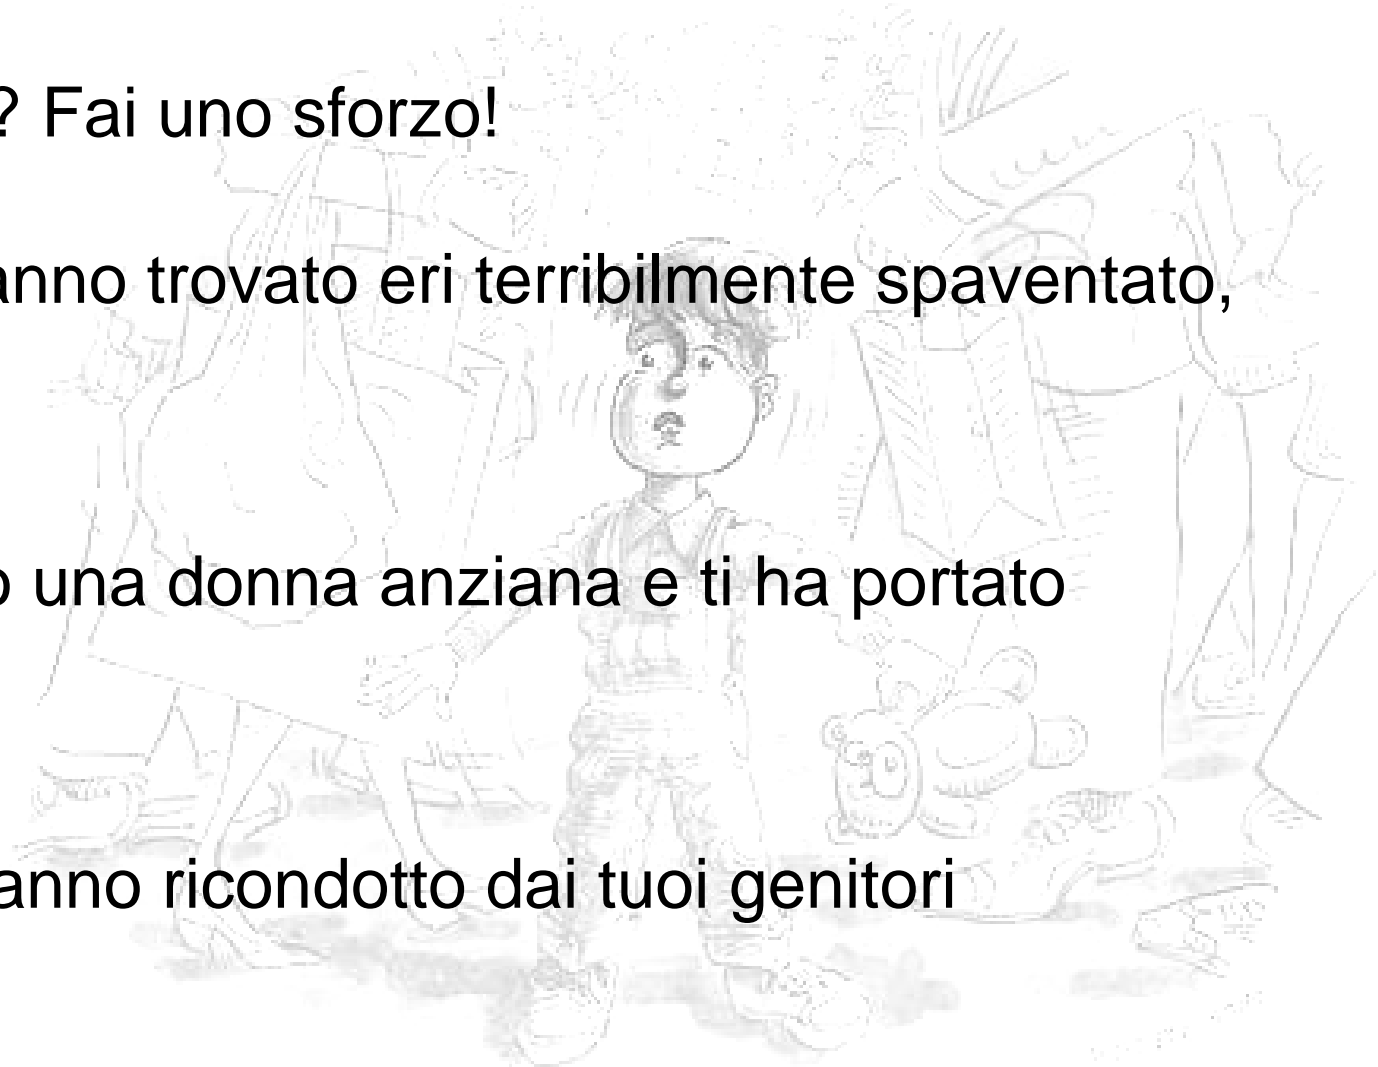 ? Fai uno sforzo!
anno trovato eri terribilmente spaventato,
o una donna anziana e ti ha portato
anno ricondotto dai tuoi genitori